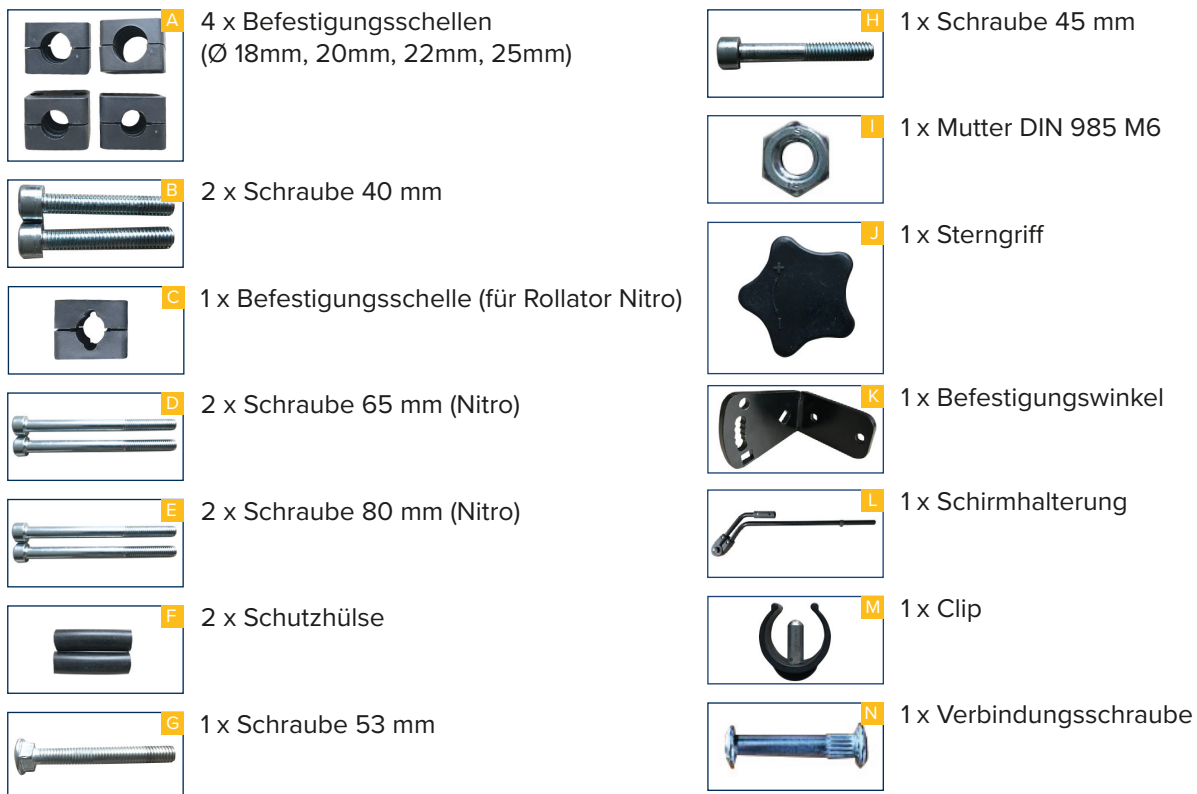 A
4 x Befestigungsschellen
(Ø 18mm, 20mm, 22mm, 25mm)
B
2 x Schraube 40 mm
C
1 x Befestigungsschelle (für Rollator Nitro)
D
2 x Schraube 65 mm (Nitro)
E
2 x Schraube 80 mm (Nitro)
F
2 x Schutzhülse
G
1 x Schraube 53 mm
H
1 x Schraube 45 mm
I
1 x Mutter DIN 985 M6
J
1 x Sterngriff
+
-
K
1 x Befestigungswinkel
L
1 x Schirmhalterung
M
1 x Clip
N
1 x Verbindungsschraube